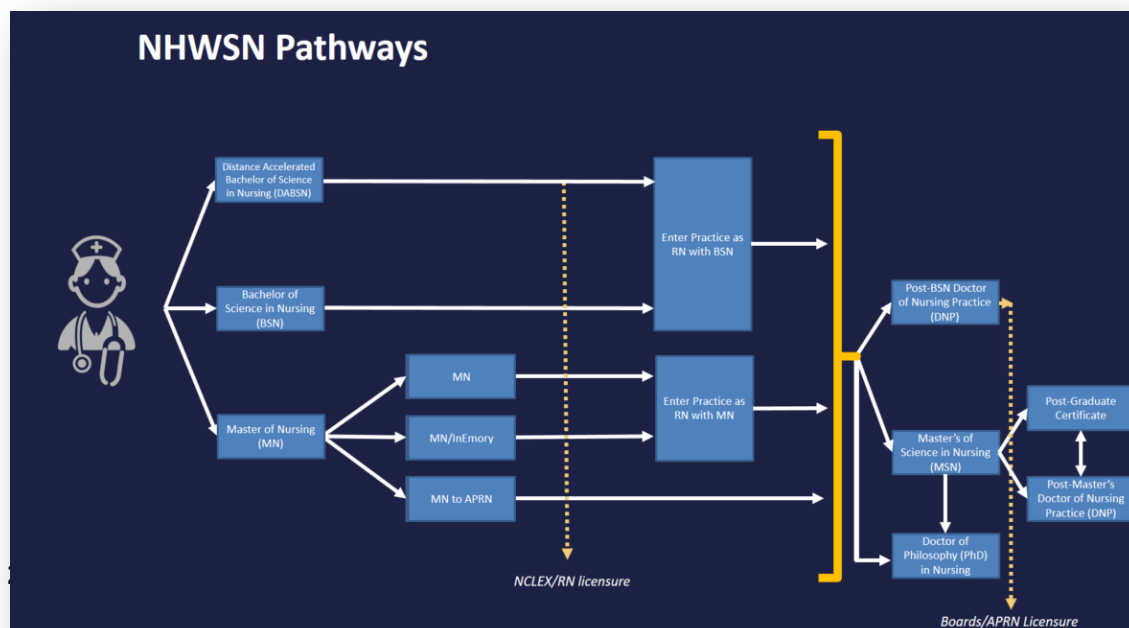 NHWSN Pathways
Distance Accelerated
Bachelor of Science
in Nursing (DABSN)
Enter Practice as
RN with BSN
Bachelor of
Science in Nursing
(BSN)
Post-BSN Doctor
of Nursing Practice
(DNP)
MN
Enter Practice as
RN with MN
Post-Graduate
Certificate
Master of Nursing
(MN)
MN/InEmory
Master's of
Science in Nursing
(MSN)
MN to APRN
Post-Master's
Doctor of Nursing
Practice (DNP)
Doctor of
Philosophy (PhD)
in Nursing
NCLEX/RN licensure
Boards/APRN Licensure